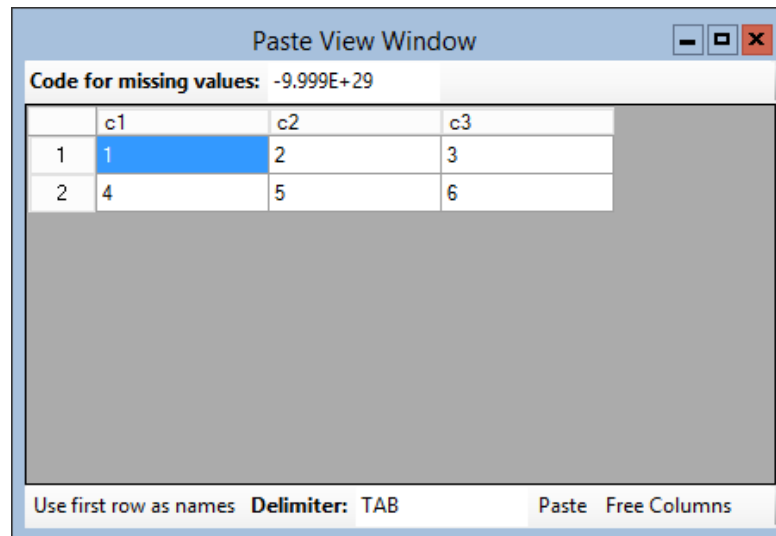 Paste View Window
Code for missing values: -9.999E+29
c1 c2 c3
1 1 2 3
2 4 5 6
Use first row as names Delimiter: TAB Paste Free Columns